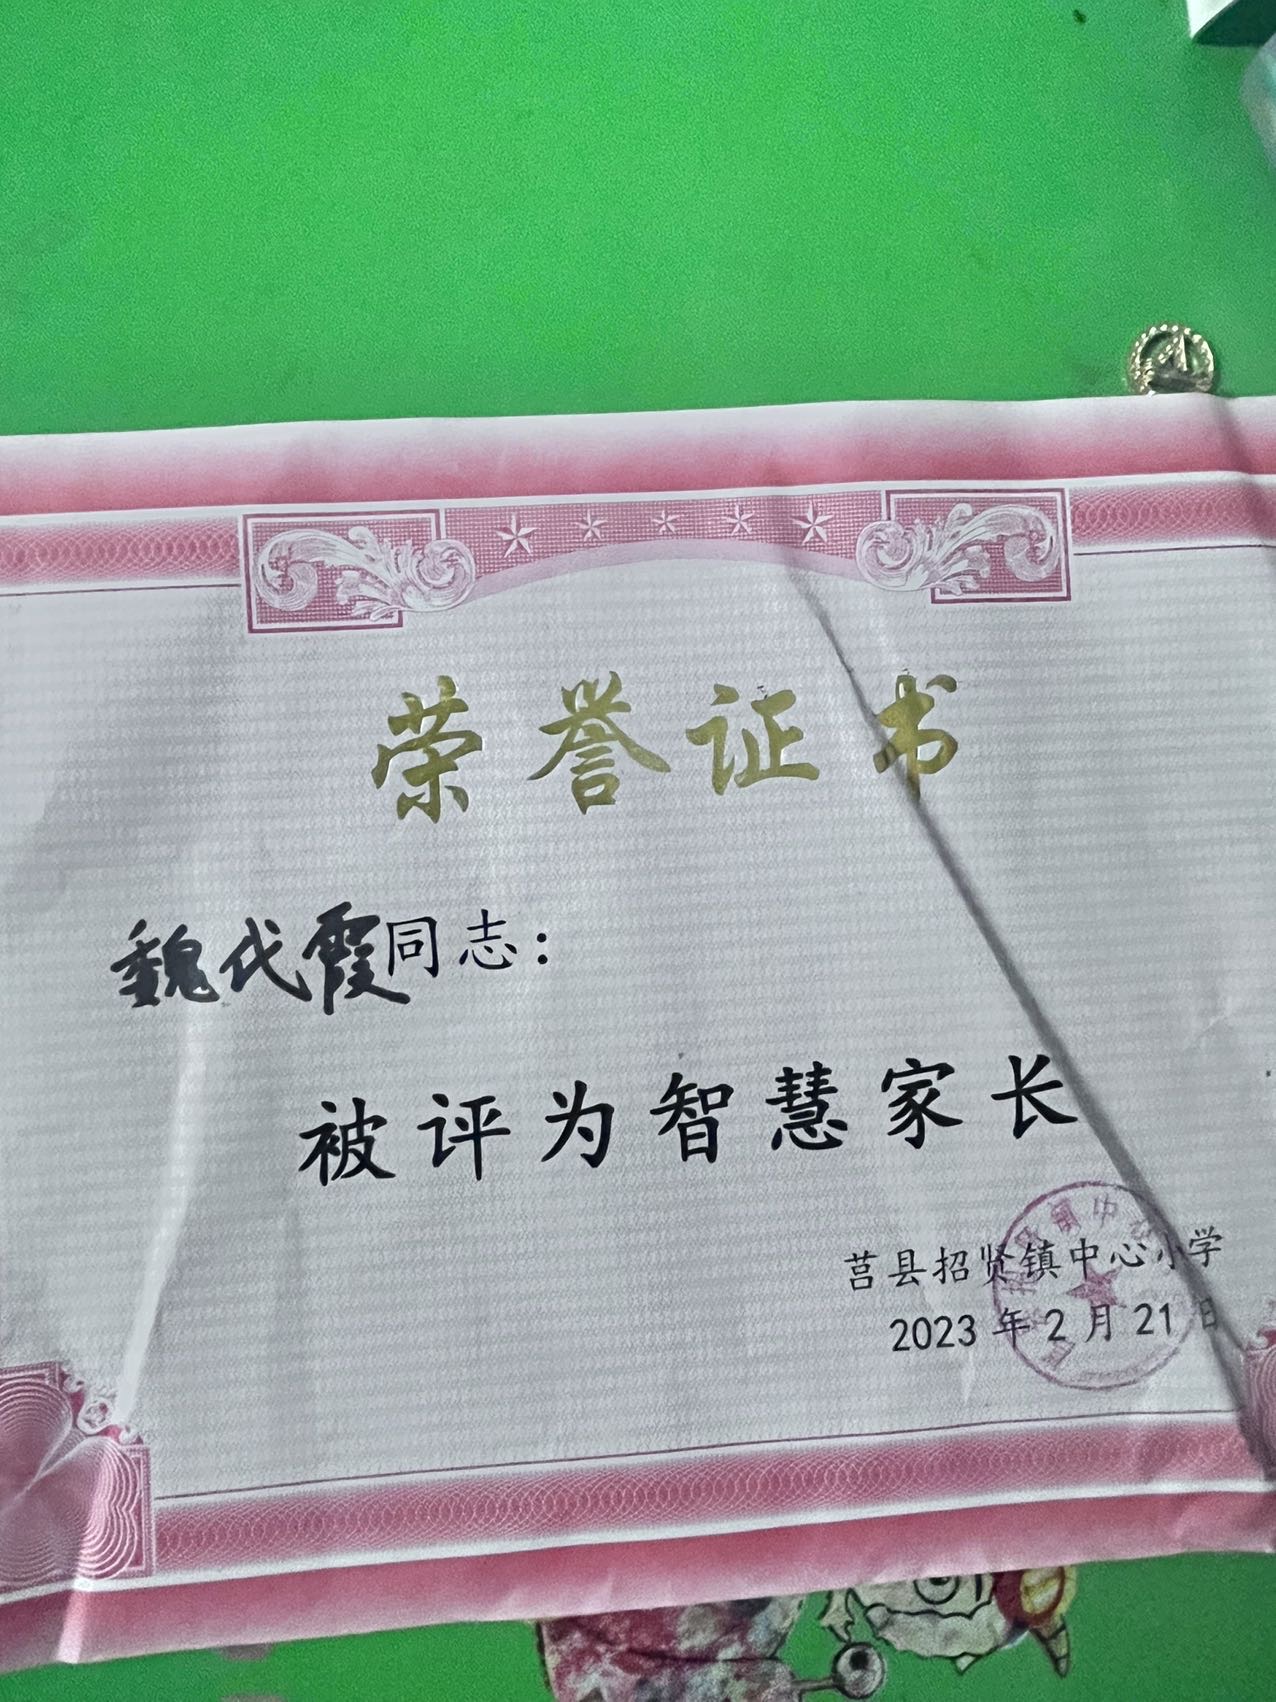 荣誉证书
魏代霞同志：
被评为智慧家长
莒县招贤镇中心小学
2023年2月21日